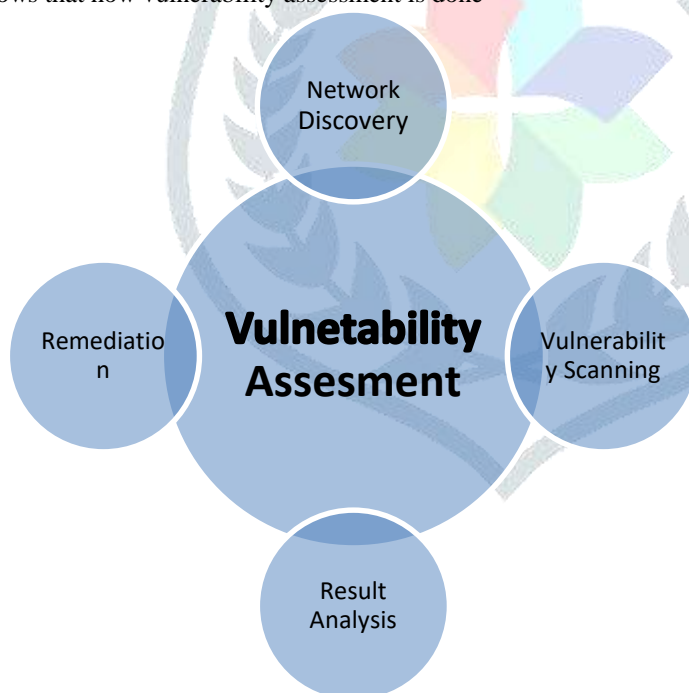 ows that how vulnerability assessment is done
Network
Discovery
Vulnetability
Assesment
Remediatio
n
Vulnerabilit
y Scanning
Result
Analysis